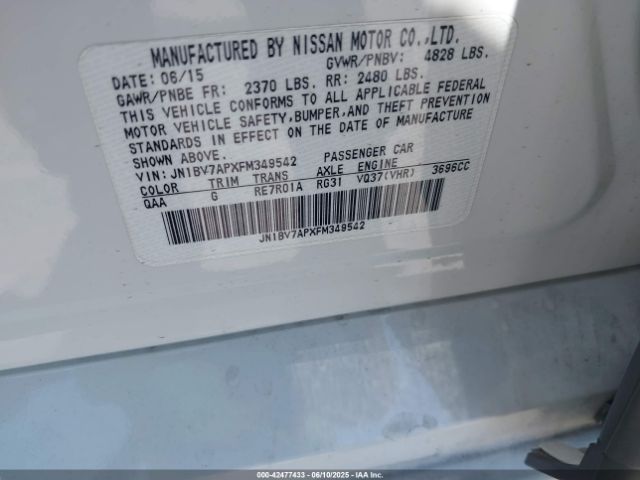 MANUFACTURED BY NISSAN MOTOR CO.,LTD.
DATE: 06/15 GVWR/PNBV: 4828 LBS.
GAWR/PNBE FR: 2370 LBS. RR: 2480 LBS.
THIS VEHICLE CONFORMS TO ALL APPLICABLE FEDERAL
MOTOR VEHICLE SAFETY,BUMPER,AND THEFT PREVENTION
STANDARDS IN EFFECT ON THE DATE OF MANUFACTURE
SHOWN ABOVE.
VIN: JN1BV7APXFM349542 PASSENGER CAR
COLOR TRIM TRANS AXLE ENGINE
QAA G RE7R01A RG31 VQ37(VHR) 3696CC
JN1BV7APXFM349542
000-42477433 - 06/10/2025 - IAAI.COM